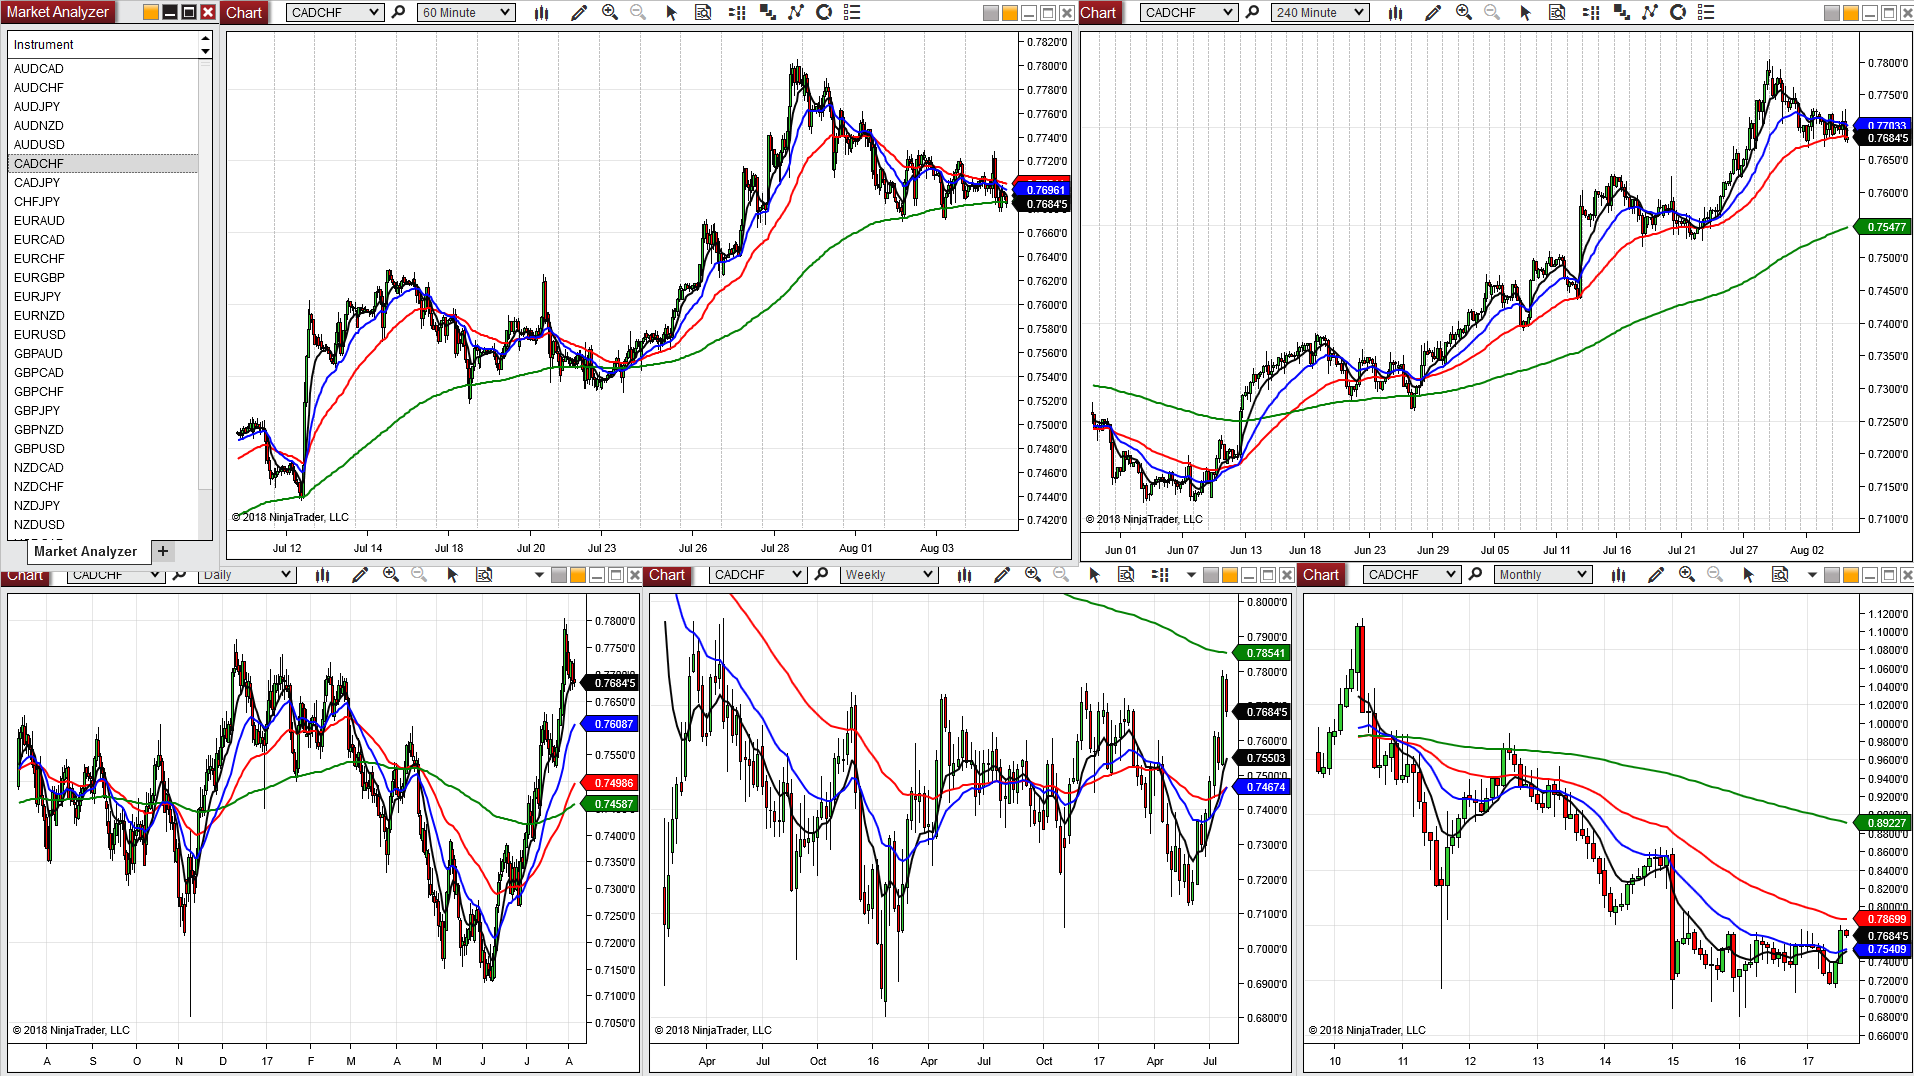 Market Analyzer
Instrument
AUDCAD
AUDCHF
AUDJPY
AUDNZD
AUDUSD
CADCHF
CADJPY
CHFJPY
EURAUD
EURCAD
EURCHF
EURGBP
EURJPY
EURNZD
EURUSD
GBPAUD
GBPCAD
GBPCHF
GBPJPY
GBPNZD
GBPUSD
NZDCAD
NZDCHF
NZDJPY
NZDUSD
Market Analyzer +
Chart CADCHF 60 Minute
0.7820'0
0.7800'0
0.7780'0
0.7760'0
0.7740'0
0.7720'0
0.76961
0.7684'5
0.7660'0
0.7640'0
0.7620'0
0.7600'0
0.7580'0
0.7560'0
0.7540'0
0.7520'0
0.7500'0
0.7480'0
0.7460'0
0.7440'0
0.7420'0
© 2018 NinjaTrader, LLC
Jul 12 Jul 14 Jul 18 Jul 20 Jul 23 Jul 26 Jul 28 Aug 01 Aug 03
Chart CADCHF 240 Minute
0.7800'0
0.7750'0
0.77033
0.7684'5
0.7650'0
0.7600'0
0.75477
0.7500'0
0.7450'0
0.7400'0
0.7350'0
0.7300'0
0.7250'0
0.7200'0
0.7150'0
0.7100'0
© 2018 NinjaTrader, LLC
Jun 01 Jun 07 Jun 13 Jun 18 Jun 23 Jun 29 Jul 05 Jul 11 Jul 16 Jul 21 Jul 27 Aug 02
Chart CADCHF Daily
0.7800'0
0.7750'0
0.7684'5
0.7650'0
0.76087
0.7550'0
0.74986
0.74587
0.7400'0
0.7350'0
0.7300'0
0.7250'0
0.7200'0
0.7150'0
0.7100'0
0.7050'0
© 2018 NinjaTrader, LLC
A S O N D 17 F M A M J J A
Chart CADCHF Weekly
0.8000'0
0.7900'0
0.78541
0.7800'0
0.7684'5
0.7600'0
0.75503
0.7500'0
0.74674
0.7400'0
0.7300'0
0.7200'0
0.7100'0
0.7000'0
0.6900'0
0.6800'0
© 2018 NinjaTrader, LLC
Apr Jul Oct 16 Apr Jul Oct 17 Apr Jul
Chart CADCHF Monthly
1.1200'0
1.1000'0
1.0800'0
1.0600'0
1.0400'0
1.0200'0
1.0000'0
0.9800'0
0.9600'0
0.9400'0
0.9200'0
0.89227
0.8800'0
0.8600'0
0.8400'0
0.8200'0
0.8000'0
0.78699
0.7684'5
0.75409
0.7400'0
0.7200'0
0.7000'0
0.6800'0
0.6600'0
© 2018 NinjaTrader, LLC
10 11 12 13 14 15 16 17